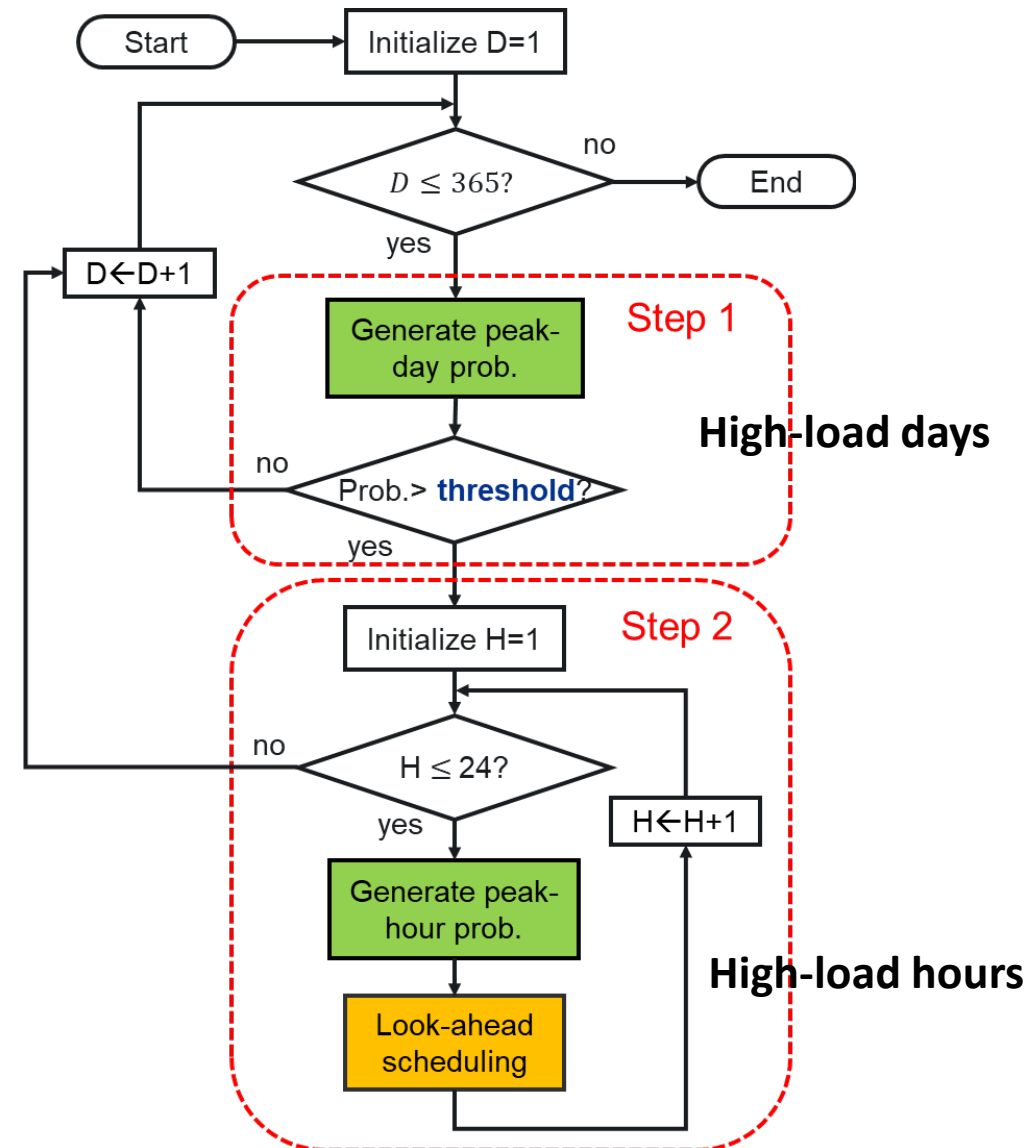 Start
Initialize D=1
D ≤ 365?
no
End
yes
D←D+1
Step 1
Generate peak-
day prob.
High-load days
no
Prob.> threshold?
yes
Initialize H=1
Step 2
no
H ≤ 24?
H←H+1
yes
Generate peak-
hour prob.
High-load hours
Look-ahead
scheduling